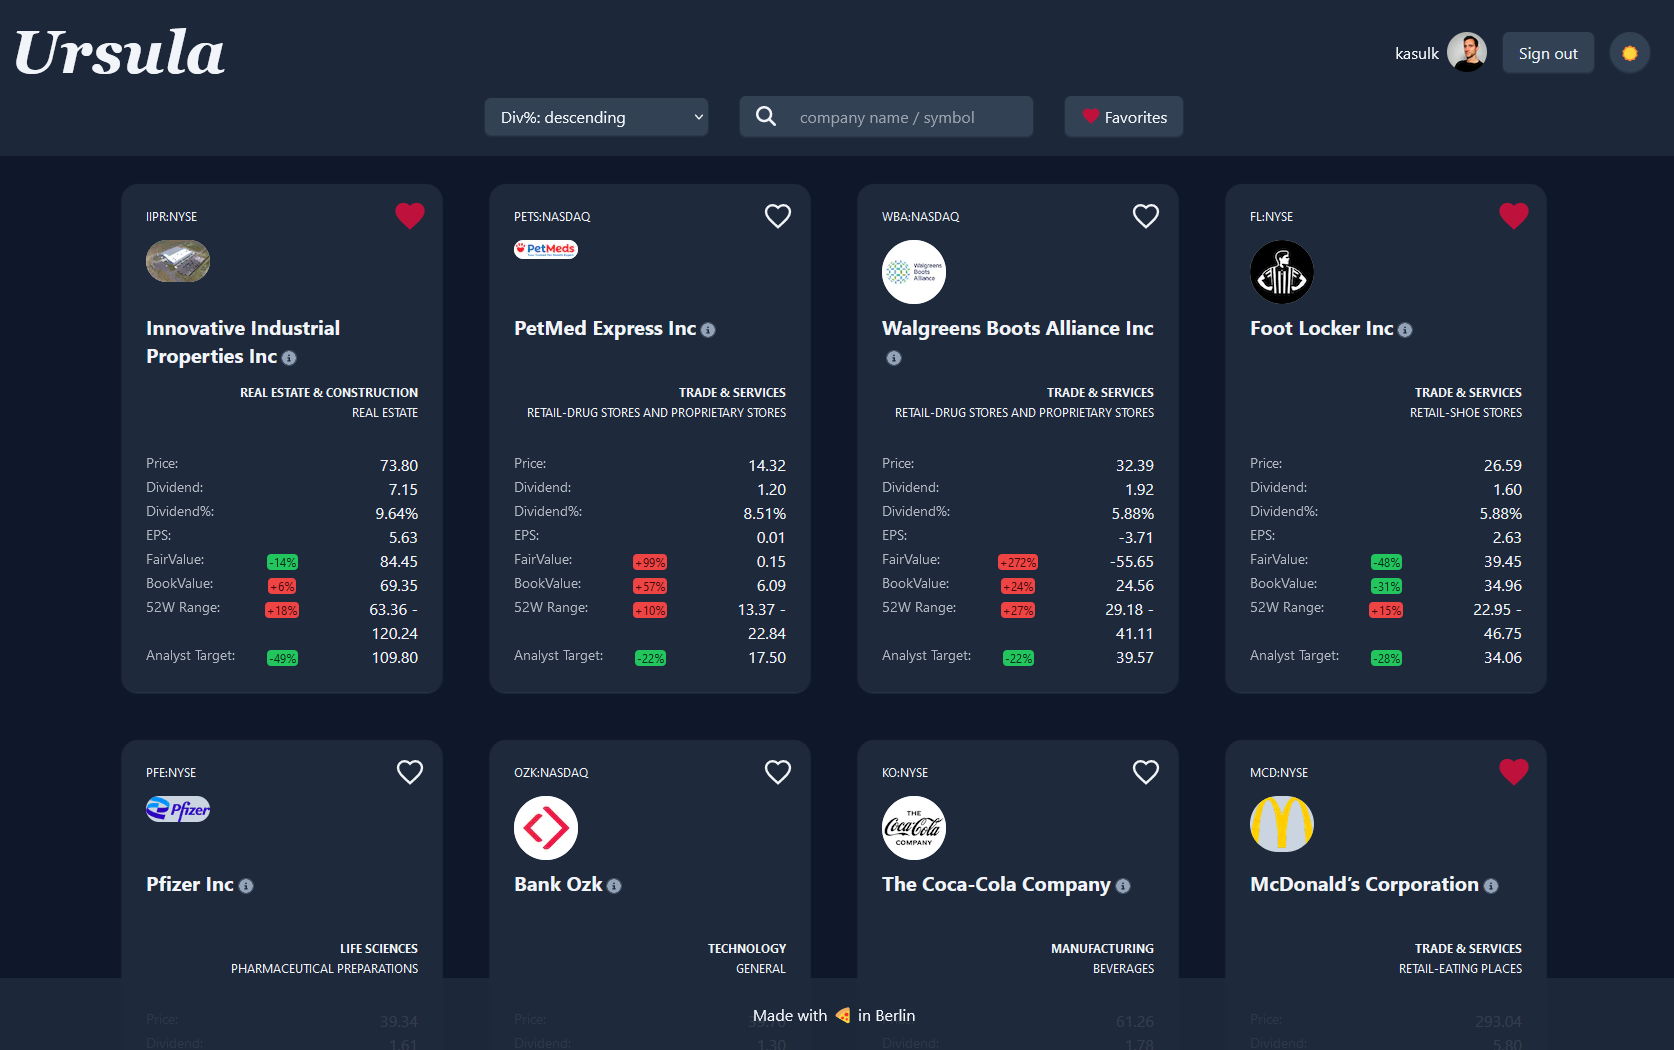 Ursula
kasulk
Sign out
Div%: descending
company name / symbol
Favorites
IIPR:NYSE
Innovative Industrial
Properties Inc
REAL ESTATE & CONSTRUCTION
REAL ESTATE
Price: 73.80
Dividend: 7.15
Dividend%: 9.64%
EPS: 5.63
FairValue: -14% 84.45
BookValue: +6% 69.35
52W Range: +18% 63.36 -
120.24
Analyst Target: -49% 109.80
PETS:NASDAQ
PetMeds
PetMed Express Inc
TRADE & SERVICES
RETAIL-DRUG STORES AND PROPRIETARY STORES
Price: 14.32
Dividend: 1.20
Dividend%: 8.51%
EPS: 0.01
FairValue: +99% 0.15
BookValue: +57% 6.09
52W Range: +10% 13.37 -
22.84
Analyst Target: -22% 17.50
WBA:NASDAQ
Walgreens
Boots
Alliance
Walgreens Boots Alliance Inc
TRADE & SERVICES
RETAIL-DRUG STORES AND PROPRIETARY STORES
Price: 32.39
Dividend: 1.92
Dividend%: 5.88%
EPS: -3.71
FairValue: +272% -55.65
BookValue: +24% 24.56
52W Range: +27% 29.18 -
41.11
Analyst Target: -22% 39.57
FL:NYSE
Foot Locker Inc
TRADE & SERVICES
RETAIL-SHOE STORES
Price: 26.59
Dividend: 1.60
Dividend%: 5.88%
EPS: 2.63
FairValue: -48% 39.45
BookValue: -31% 34.96
52W Range: +15% 22.95 -
46.75
Analyst Target: -28% 34.06
PFE:NYSE
Pfizer
Pfizer Inc
LIFE SCIENCES
PHARMACEUTICAL PREPARATIONS
Price: 39.34
Dividend: 1.61
OZK:NASDAQ
Bank Ozk
TECHNOLOGY
GENERAL
Price:
Dividend: 1.30
KO:NYSE
THE
Coca-Cola
COMPANY
The Coca-Cola Company
MANUFACTURING
BEVERAGES
Price: 61.26
Dividend: 1.78
MCD:NYSE
McDonald's Corporation
TRADE & SERVICES
RETAIL-EATING PLACES
Price: 293.04
Dividend: 5.80
Made with 🍕 in Berlin